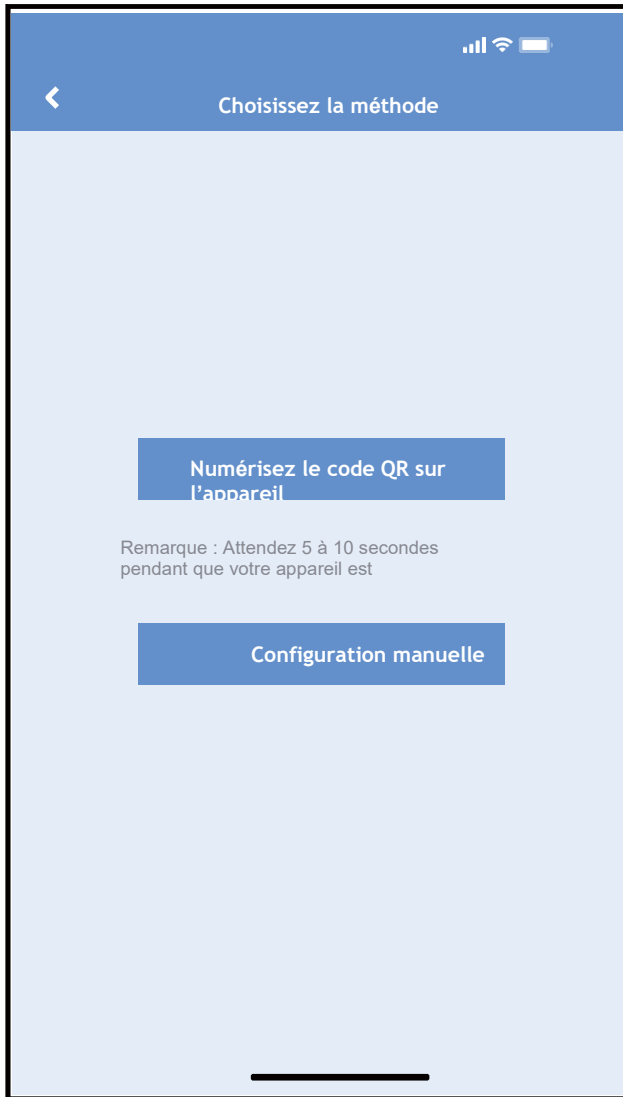 Choisissez la méthode
Numérisez le code QR sur
l'appareil
Remarque : Attendez 5 à 10 secondes
pendant que votre appareil est
Configuration manuelle